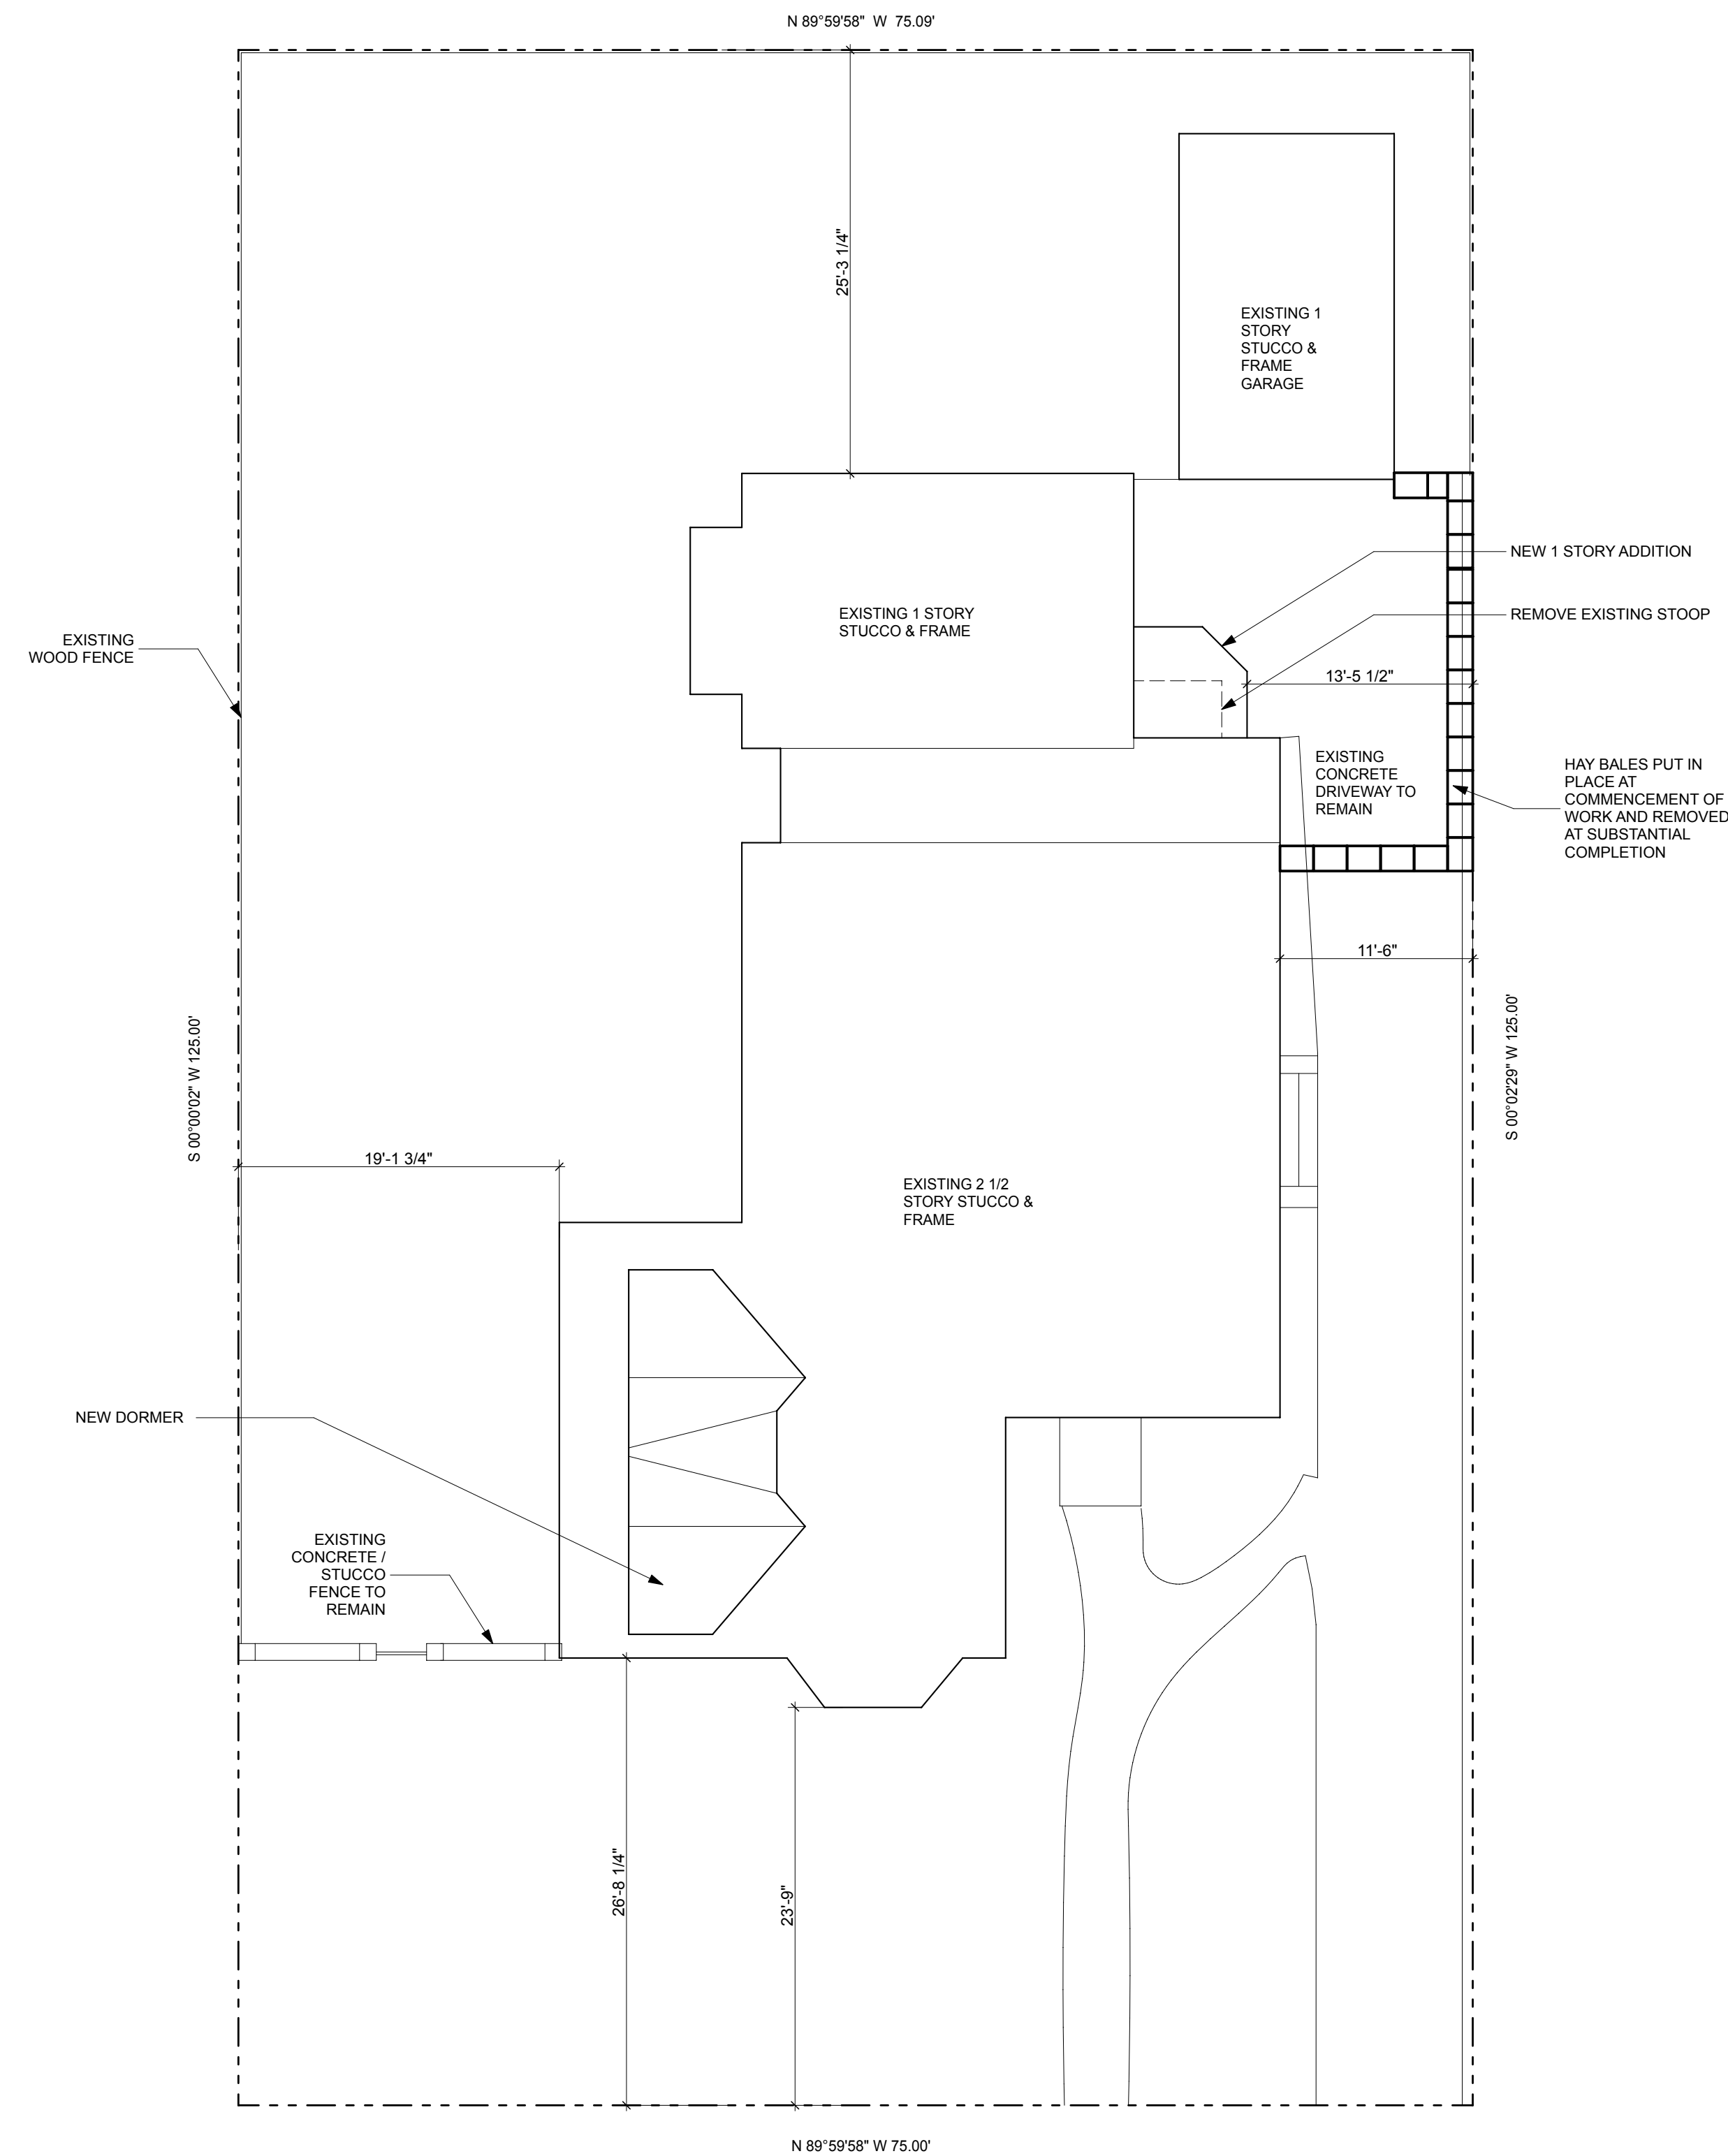 N 89°59'58" W 75.09'
25'-3 1/4"
EXISTING 1
STORY
STUCCO &
FRAME
GARAGE
NEW 1 STORY ADDITION
EXISTING 1 STORY
STUCCO & FRAME
REMOVE EXISTING STOOP
EXISTING
WOOD FENCE
13'-5 1/2"
EXISTING
CONCRETE
DRIVEWAY TO
REMAIN
HAY BALES PUT IN
PLACE AT
COMMENCEMENT OF
WORK AND REMOVED
AT SUBSTANTIAL
COMPLETION
11'-6"
S 00°00'02" W 125.00'
S 00°02'29" W 125.00'
19'-1 3/4"
EXISTING 2 1/2
STORY STUCCO &
FRAME
NEW DORMER
EXISTING
CONCRETE /
STUCCO
FENCE TO
REMAIN
26'-8 1/4"
23'-9"
N 89°59'58" W 75.00'